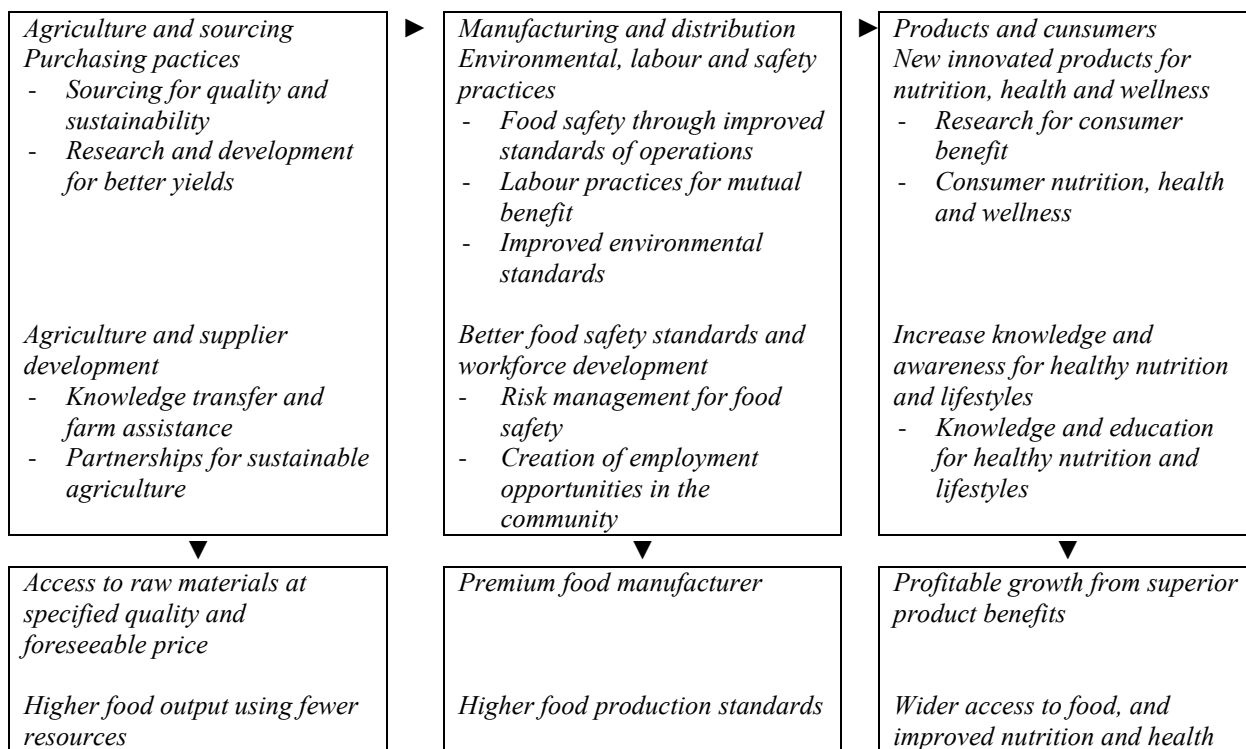 Agriculture and sourcing
Purchasing pactices
- Sourcing for quality and
sustainability
- Research and development
for better yields
Agriculture and supplier
development
- Knowledge transfer and
farm assistance
- Partnerships for sustainable
agriculture
►
Manufacturing and distribution
Environmental, labour and safety
practices
- Food safety through improved
standards of operations
- Labour practices for mutual
benefit
- Improved environmental
standards
Better food safety standards and
workforce development
- Risk management for food
safety
- Creation of employment
opportunities in the
community
►
Products and cunsumers
New innovated products for
nutrition, health and wellness
- Research for consumer
benefit
- Consumer nutrition, health
and wellness
Increase knowledge and
awareness for healthy nutrition
and lifestyles
- Knowledge and education
for healthy nutrition and
lifestyles
▼ ▼ ▼
Access to raw materials at
specified quality and
foreseeable price
Higher food output using fewer
resources
Premium food manufacturer
Higher food production standards
Profitable growth from superior
product benefits
Wider access to food, and
improved nutrition and health